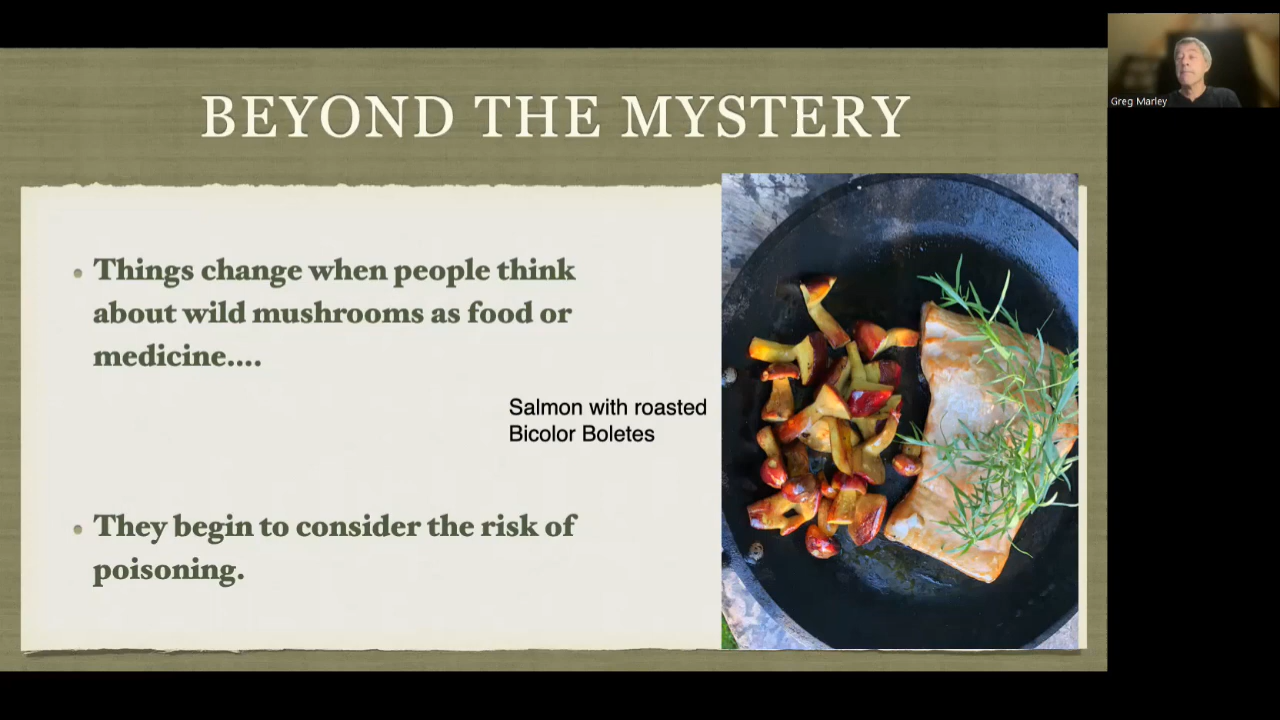 BEYOND THE MYSTERY
Greg Marley
Things change when people think
about wild mushrooms as food or
medicine....
Salmon with roasted
Bicolor Boletes
They begin to consider the risk of
poisoning.